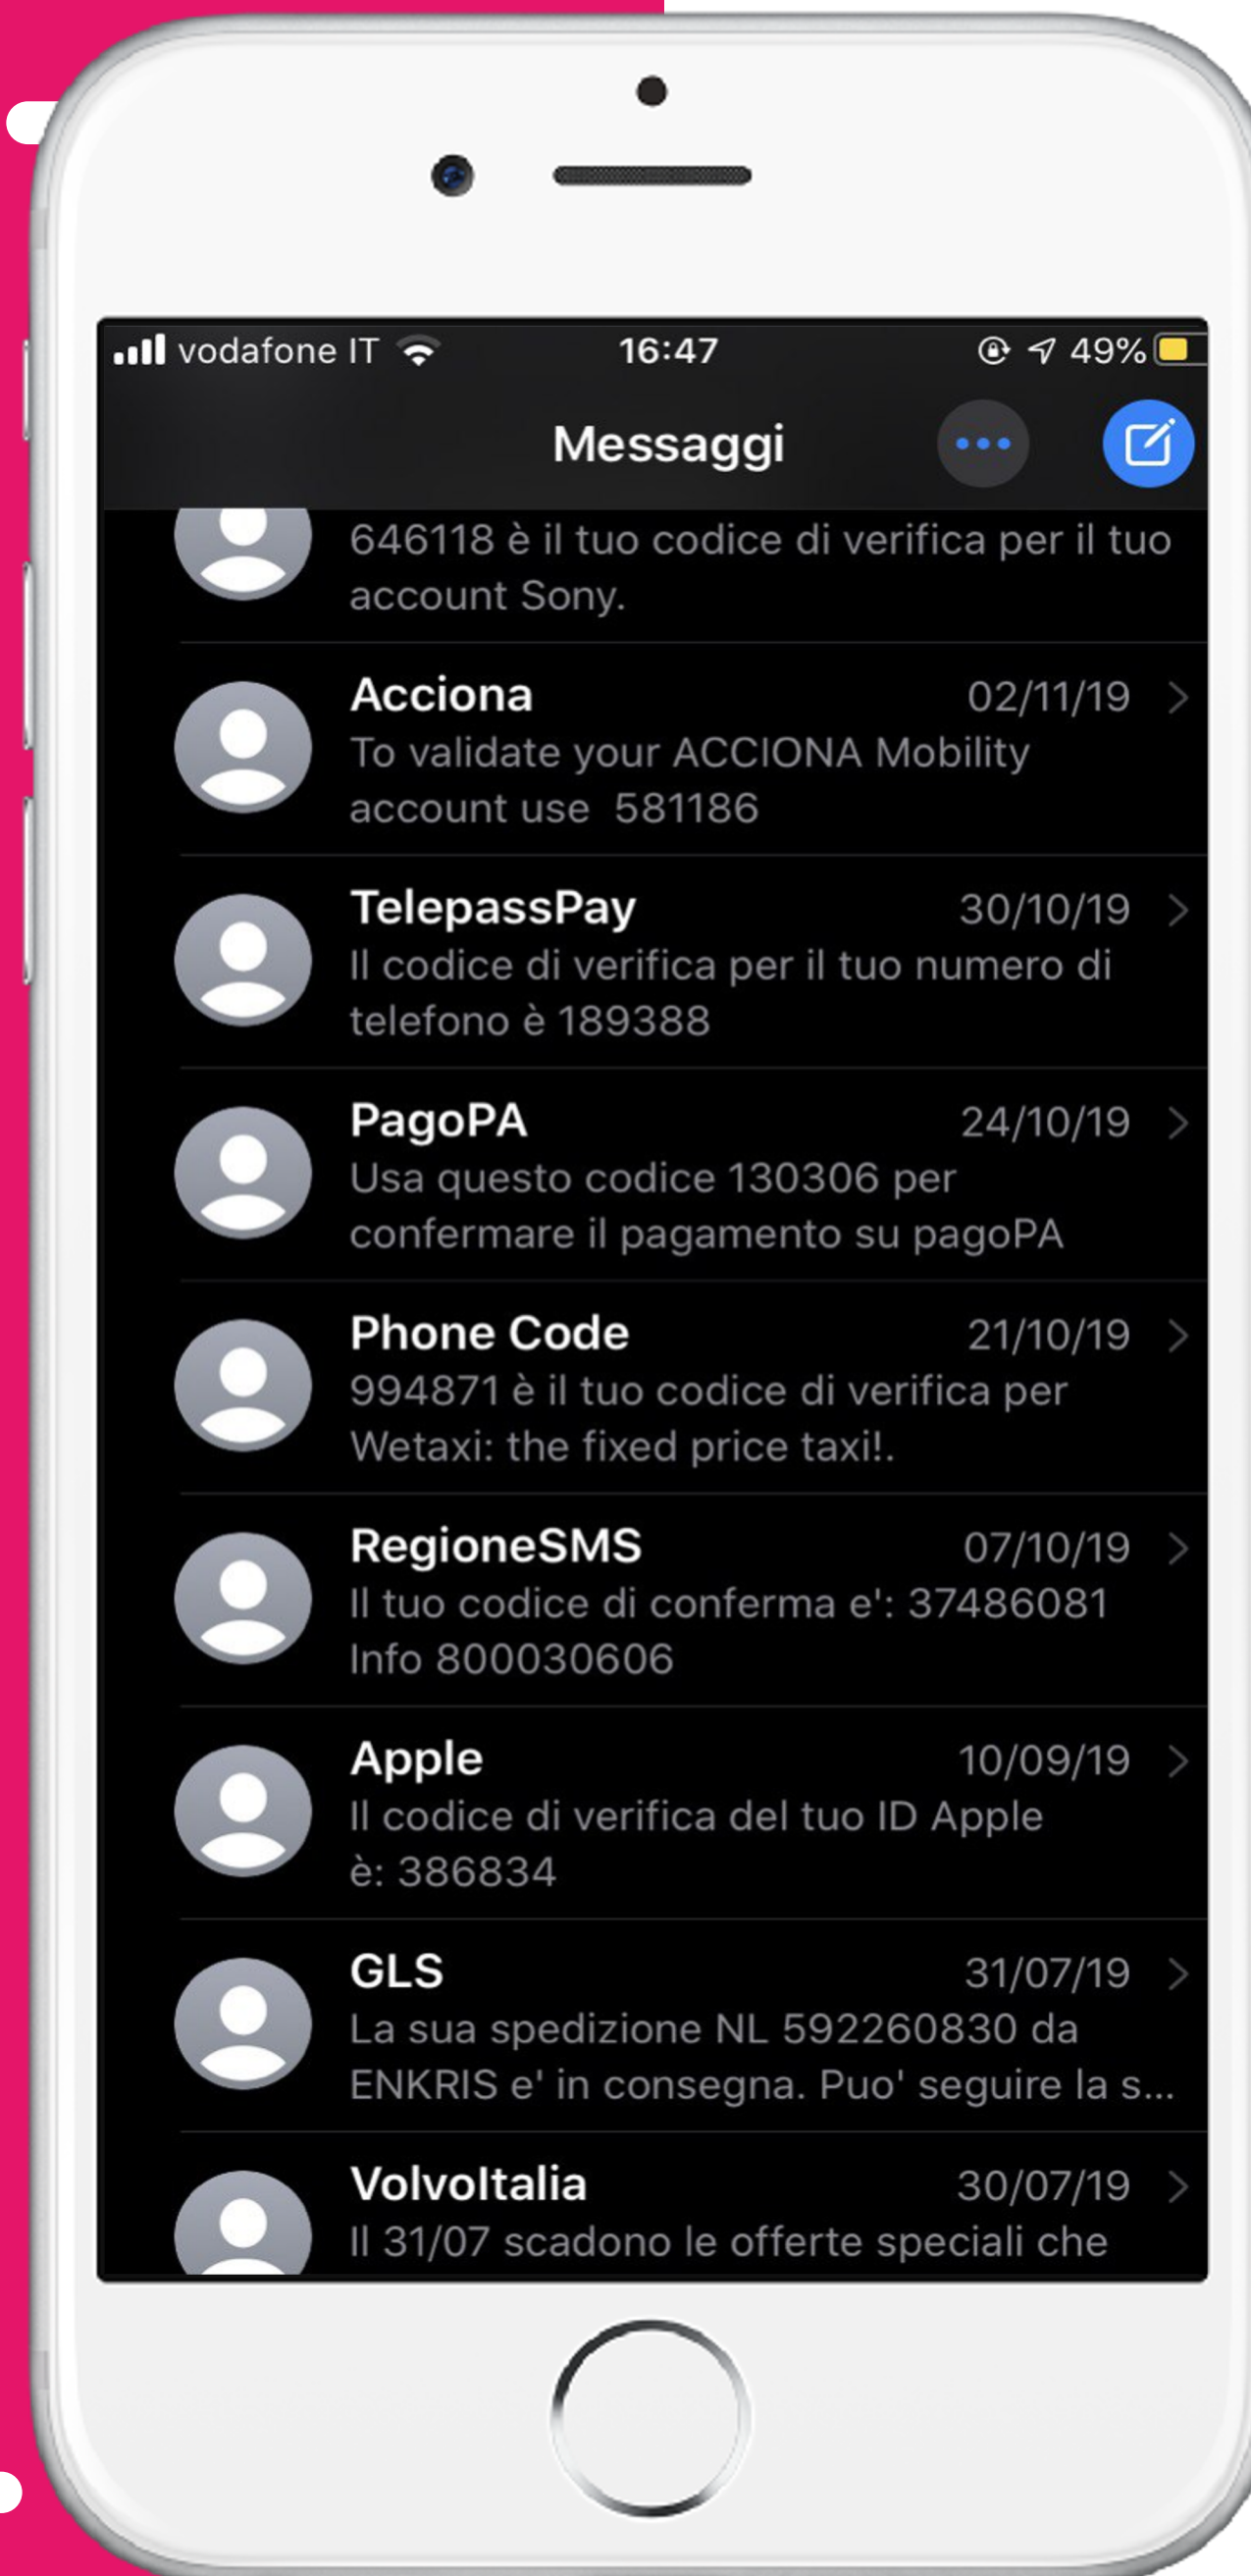 vodafone IT 16:47 49%
Messaggi
646118 è il tuo codice di verifica per il tuo
account Sony.
Acciona 02/11/19
To validate your ACCIONA Mobility
account use  581186
TelepassPay 30/10/19
Il codice di verifica per il tuo numero di
telefono è 189388
PagoPA 24/10/19
Usa questo codice 130306 per
confermare il pagamento su pagoPA
Phone Code 21/10/19
994871 è il tuo codice di verifica per
Wetaxi: the fixed price taxi!.
RegioneSMS 07/10/19
Il tuo codice di conferma e': 37486081
Info 800030606
Apple 10/09/19
Il codice di verifica del tuo ID Apple
è: 386834
GLS 31/07/19
La sua spedizione NL 592260830 da
ENKRIS e' in consegna. Puo' seguire la s...
VolvoItalia 30/07/19
Il 31/07 scadono le offerte speciali che